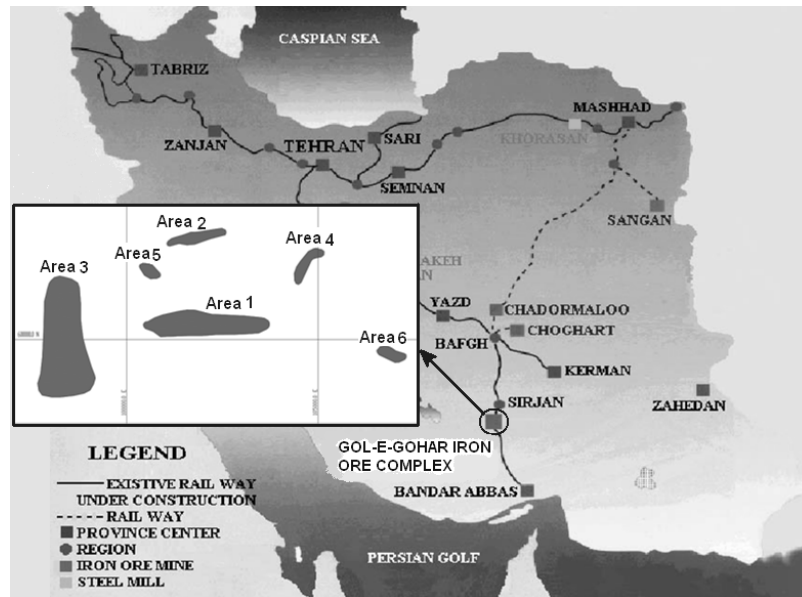 CASPIAN SEA
TABRIZ
MASHHAD
ZANJAN
TEHRAN
SARI
KHORASAN
SEMNAN
SANGAN
Area 2
Area 4
Area 5
Area 3
Area 1
Area 6
AKEH
YAZD
CHADORMALOO
CHOGHART
BAFGH
KERMAN
SIRJAN
ZAHEDAN
GOL-E-GOHAR IRON
ORE COMPLEX
BANDAR ABBAS
PERSIAN GOLF
LEGEND
EXISTIVE RAIL WAY
UNDER CONSTRUCTION
RAIL WAY
PROVINCE CENTER
REGION
IRON ORE MINE
STEEL MILL